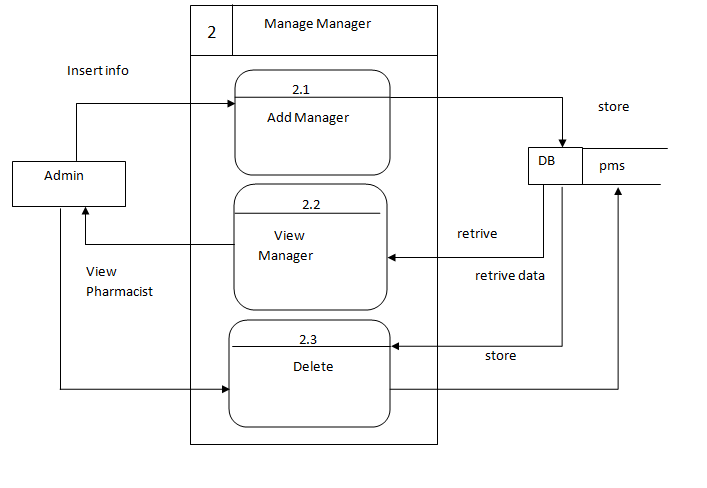 2
Manage Manager
Insert info
2.1
Add Manager
store
Admin
DB
pms
2.2
View
Manager
retrive
View
Pharmacist
retrive data
2.3
Delete
store